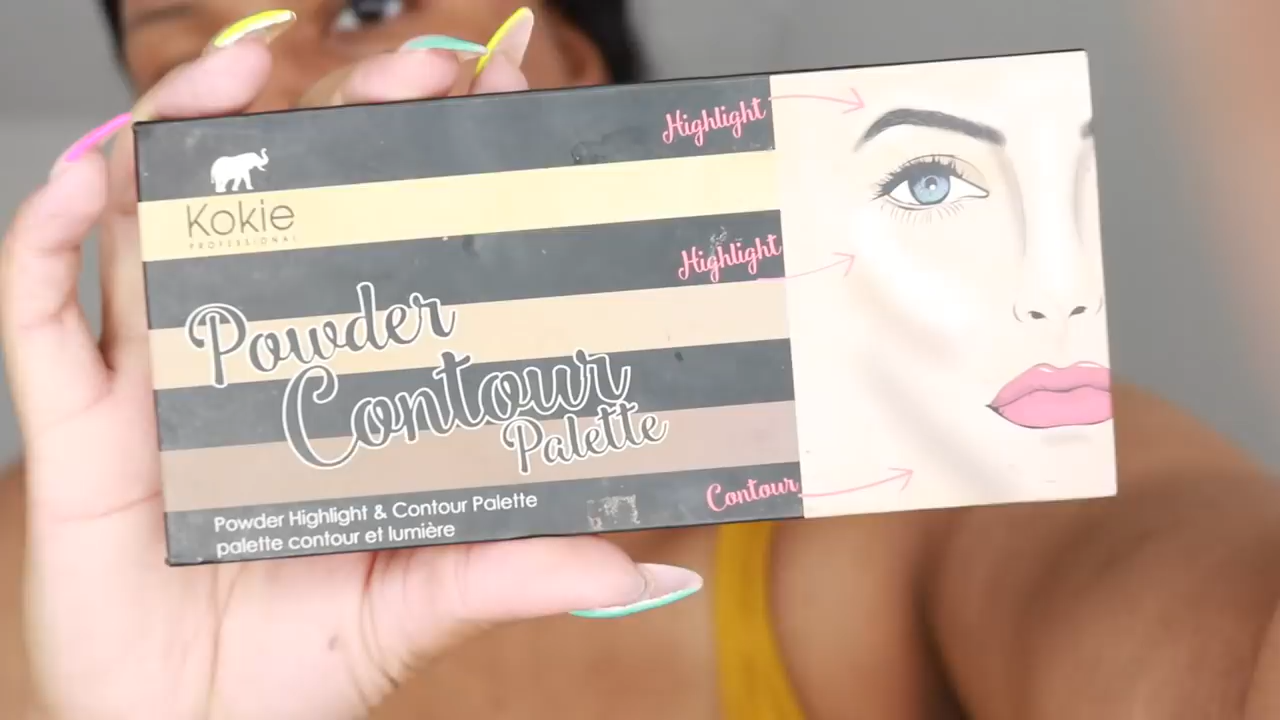 Kokie
PROFESSIONAL
Powder
Contour
Palette
Powder Highlight & Contour Palette
palette contour et lumière
Highlight
Highlight
Contour